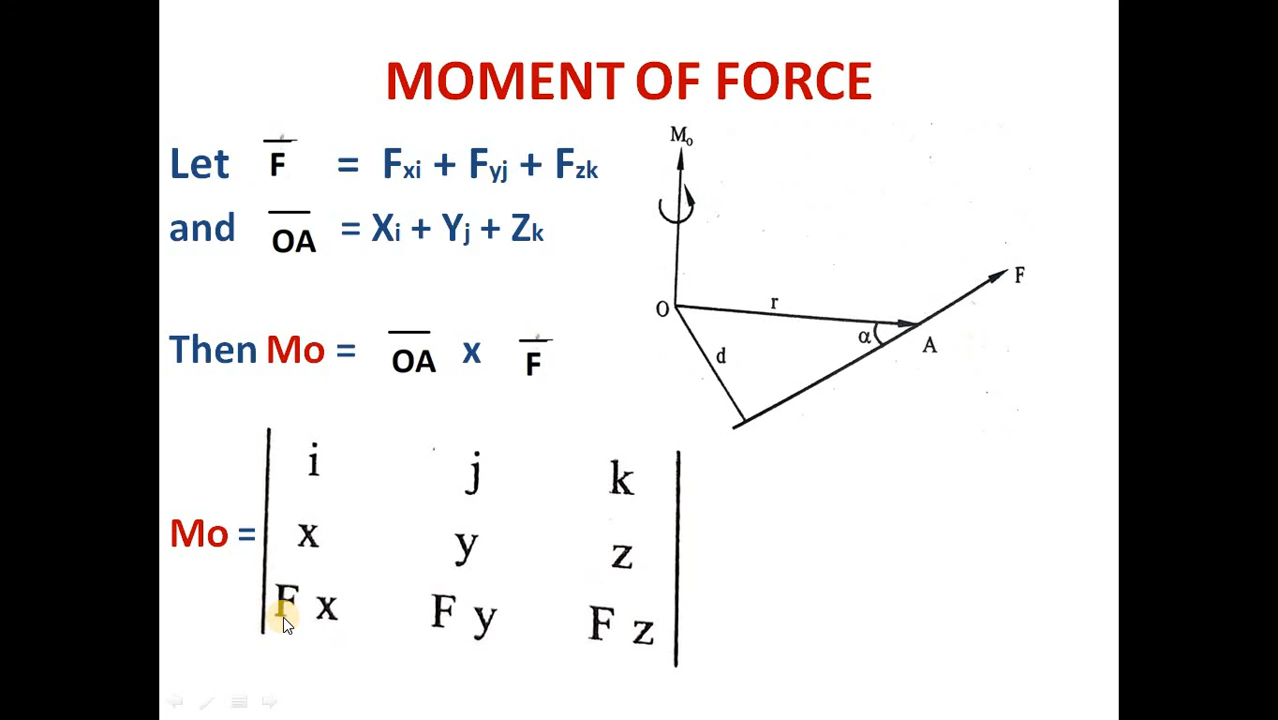 MOMENT OF FORCE
Let F = Fxi + Fyj + Fzk
and OA = Xi + Yj + Zk
Then Mo = OA x F
Mo =
i j k
x y z
F x F y F z
Mo
O
r
α
A
F
d